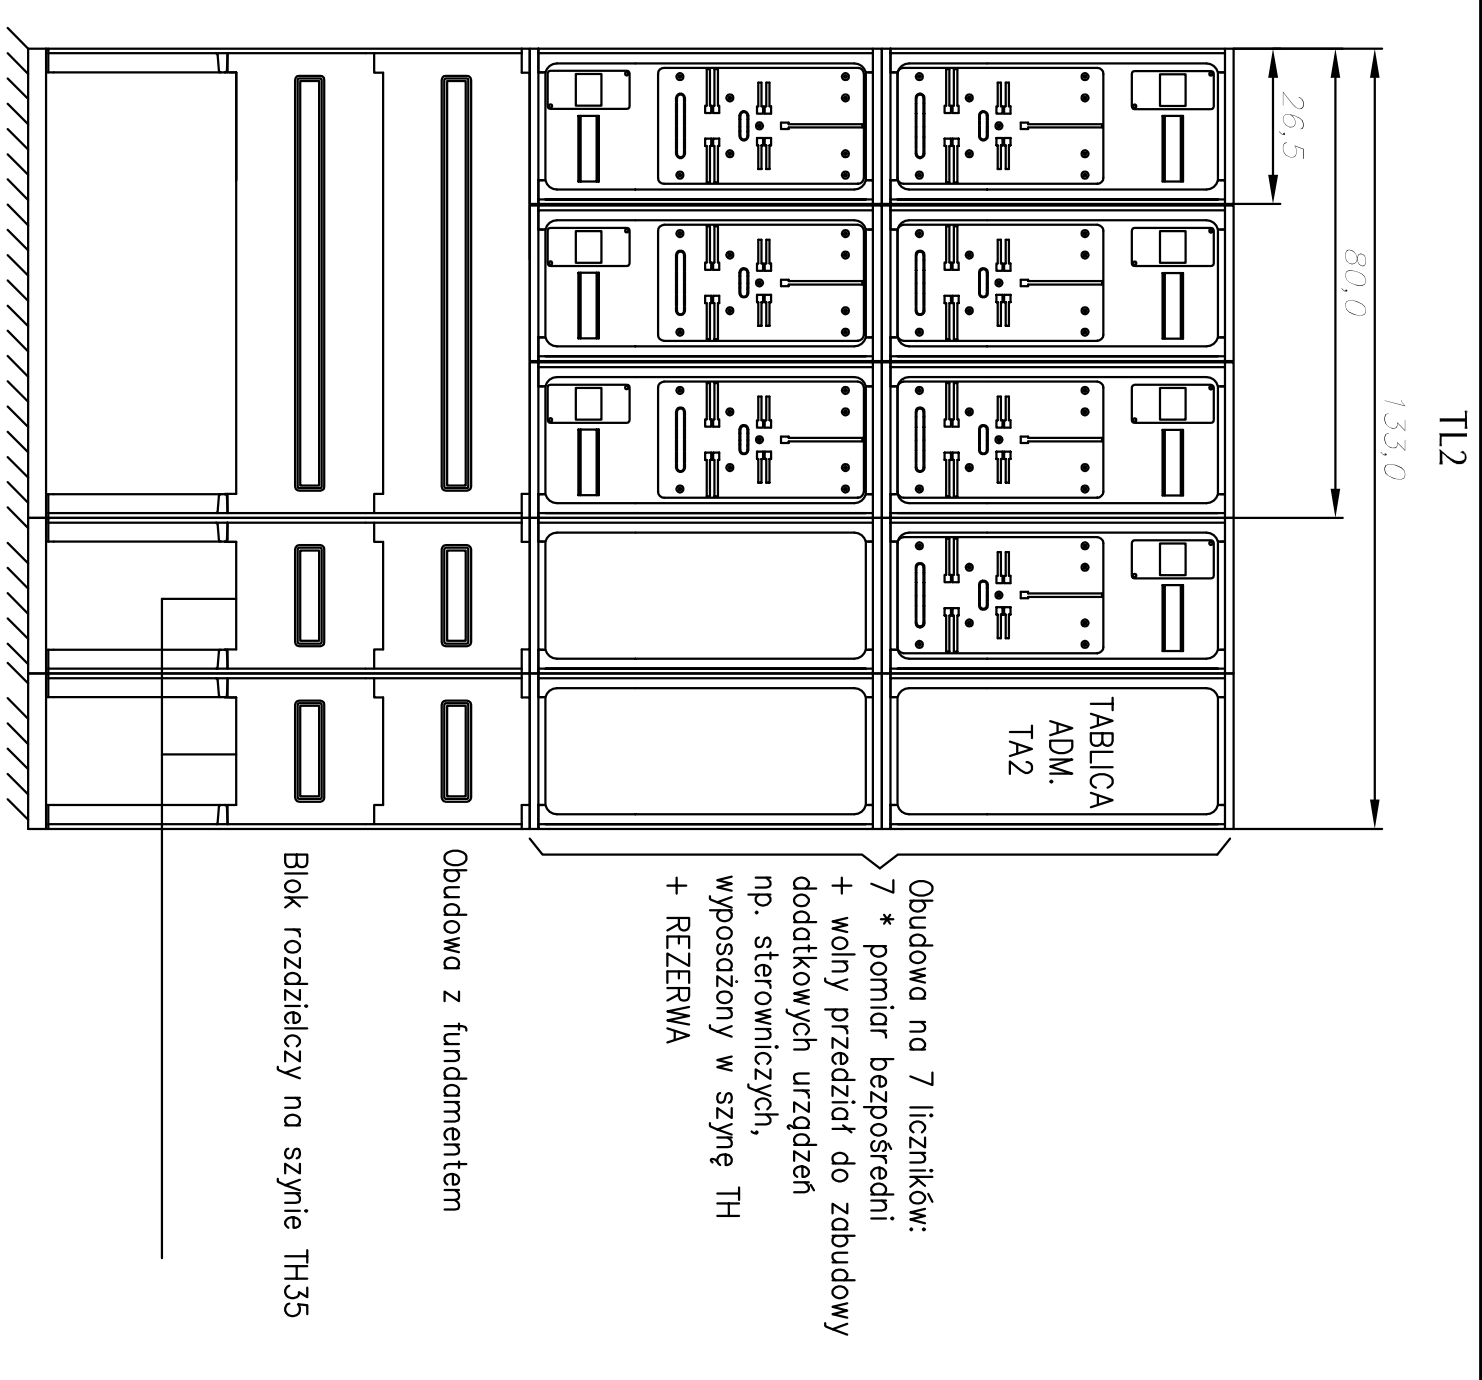 TL2
133,0
80,0
26,5
TABLICA
ADM.
TA2
Obudowa na 7 liczników:
7 * pomiar bezpośredni
+ wolny przedział do zabudowy
dodatkowych urządzeń
np. sterowniczych,
wyposażony w szynę TH
+ REZERWA
Obudowa z fundamentem
Blok rozdzielczy na szynie TH35